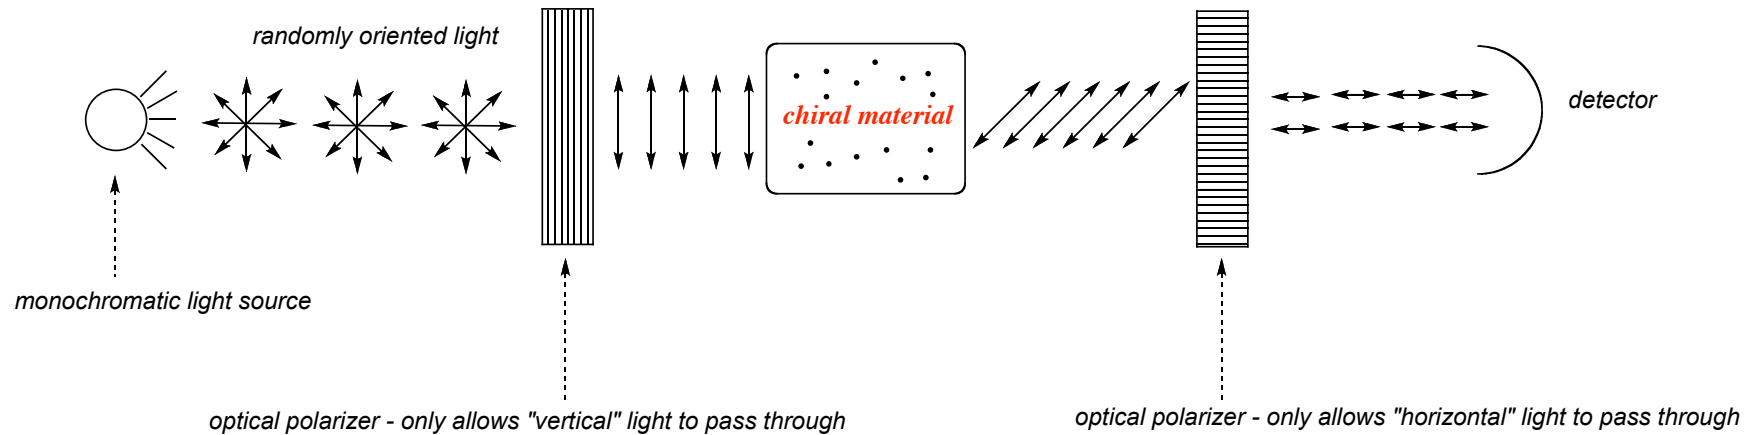 randomly oriented light
chiral material
detector
monochromatic light source
optical polarizer - only allows "vertical" light to pass through
optical polarizer - only allows "horizontal" light to pass through